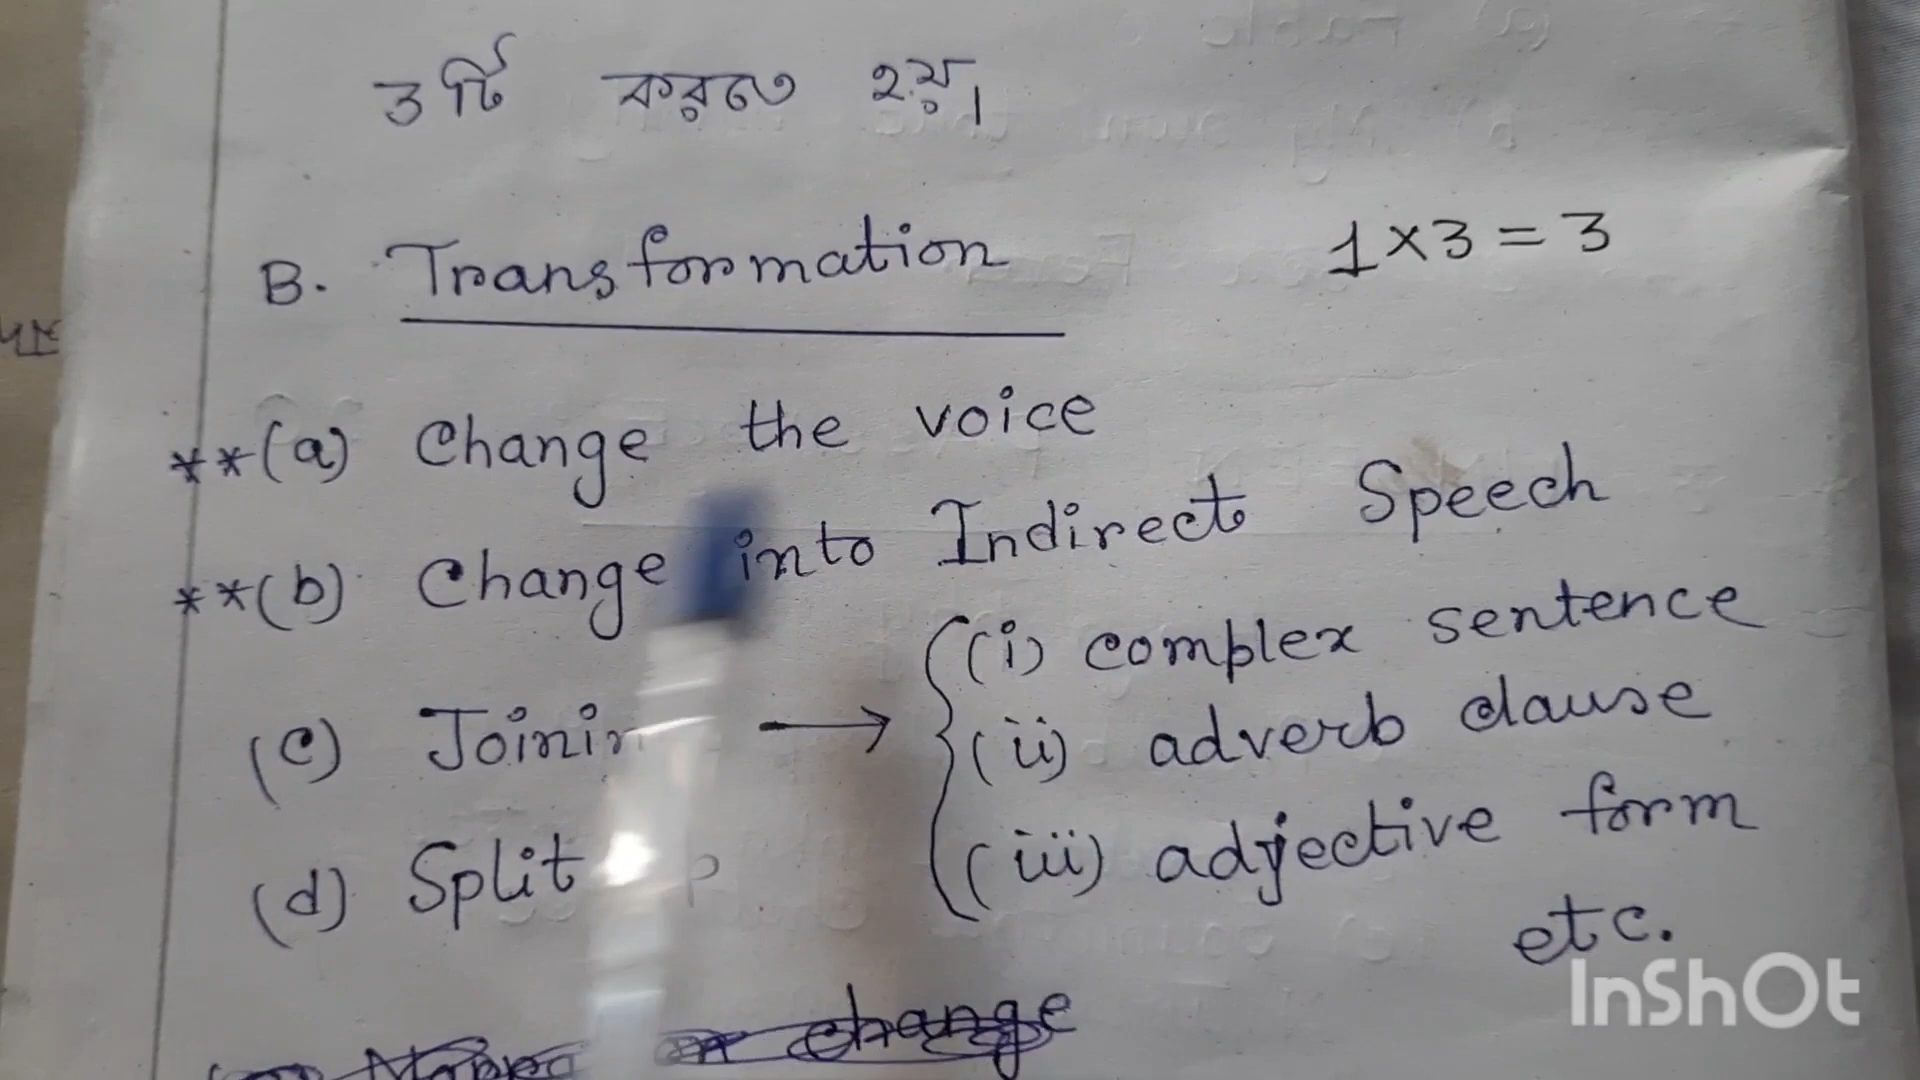 ৩টি করতে হয়।
B. Transformation 1×3=3
**(a) Change the voice
**(b) Change into Indirect Speech
(c) Joinin → (i) complex sentence
(ii) adverb clause
(d) Split (iii) adjective form
etc.
change
InShOt